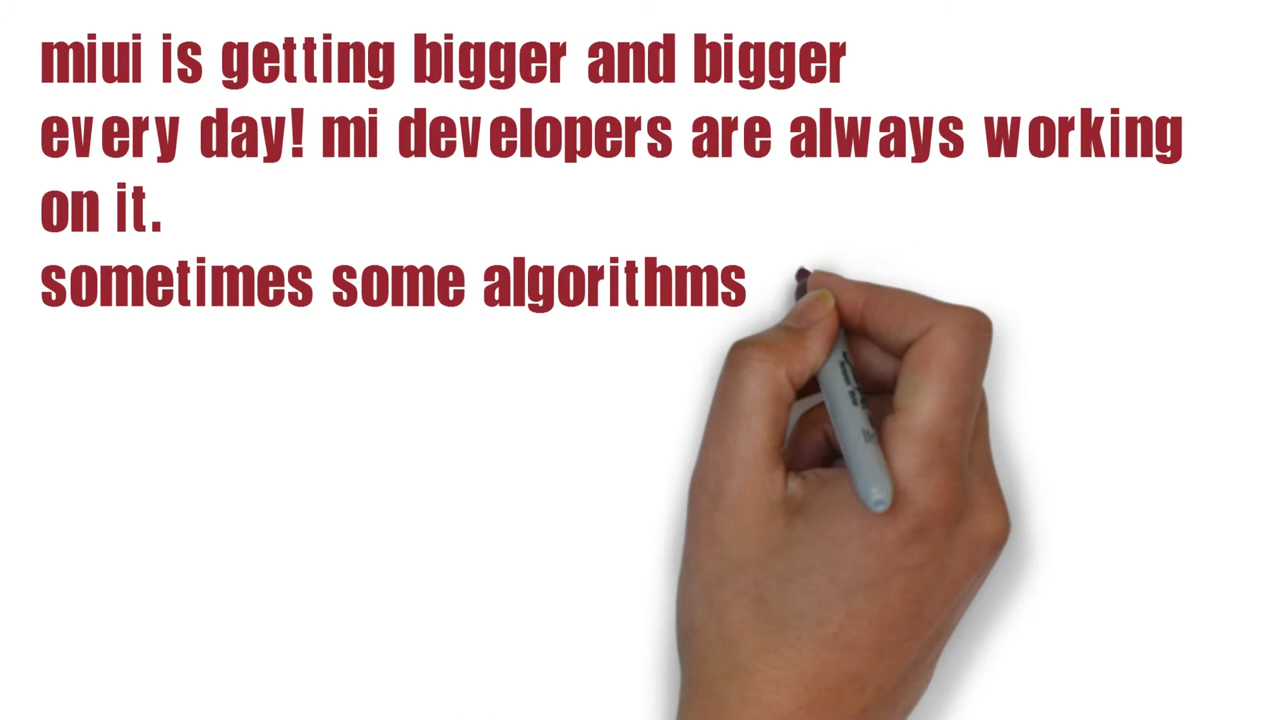 miui is getting bigger and bigger
every day! mi developers are always working
on it.
sometimes some algorithms